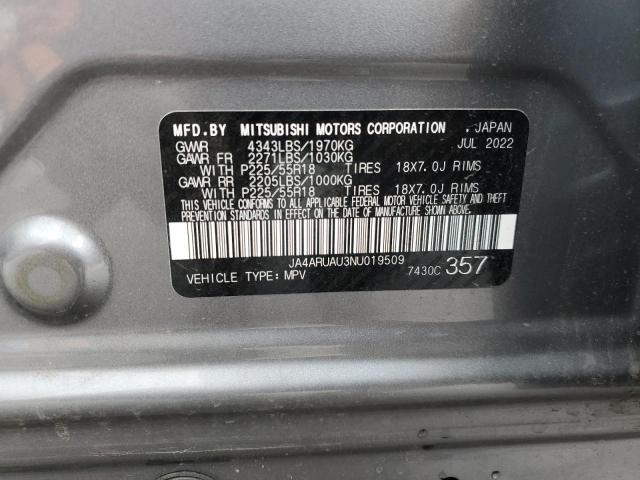 MFD.BY MITSUBISHI MOTORS CORPORATION , JAPAN
GVWR 4343LBS/1970KG JUL 2022
GAWR FR 2271LBS/1030KG
WITH P225/55R18 TIRES 18X7.0J RIMS
GAWR RR 2205LBS/1000KG
WITH P225/55R18 TIRES 18X7.0J RIMS
THIS VEHICLE CONFORMS TO ALL APPLICABLE FEDERAL MOTOR VEHICLE SAFETY AND THEFT
PREVENTION STANDARDS IN EFFECT ON THE DATE OF MANUFACTURE SHOWN ABOVE.
JA4ARUAU3NU019509
VEHICLE TYPE:MPV 7430C 357